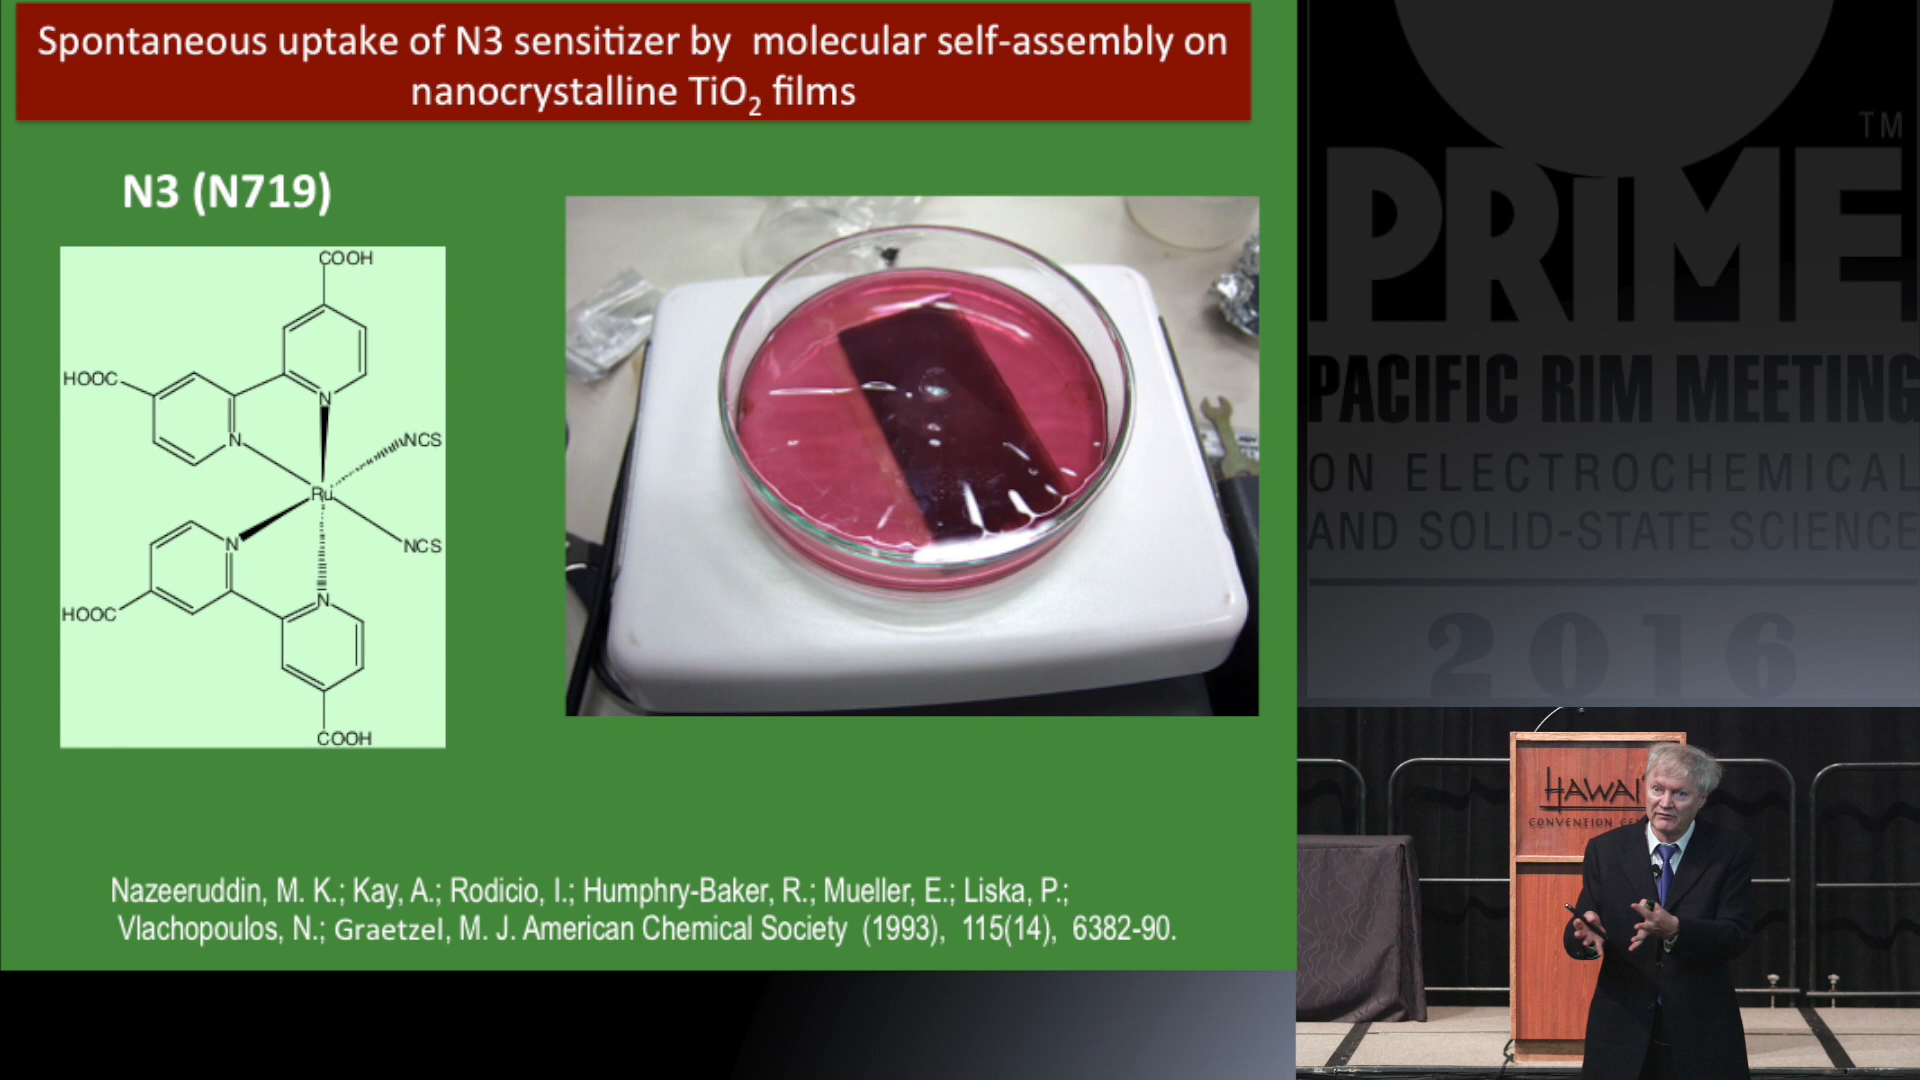 Spontaneous uptake of N3 sensitizer by molecular self-assembly on
nanocrystalline TiO2 films
N3 (N719)
COOH
HOOC
N
N
NCS
Ru
N
NCS
N
HOOC
COOH
Nazeeruddin, M. K.; Kay, A.; Rodicio, I.; Humphry-Baker, R.; Mueller, E.; Liska, P.;
Vlachopoulos, N.; Graetzel, M. J. American Chemical Society (1993), 115(14), 6382-90.
TM
PRiME
PACIFIC RIM MEETING
ON ELECTROCHEMICAL
AND SOLID-STATE SCIENCE
2016
HAWAI'
CONVENTION CE